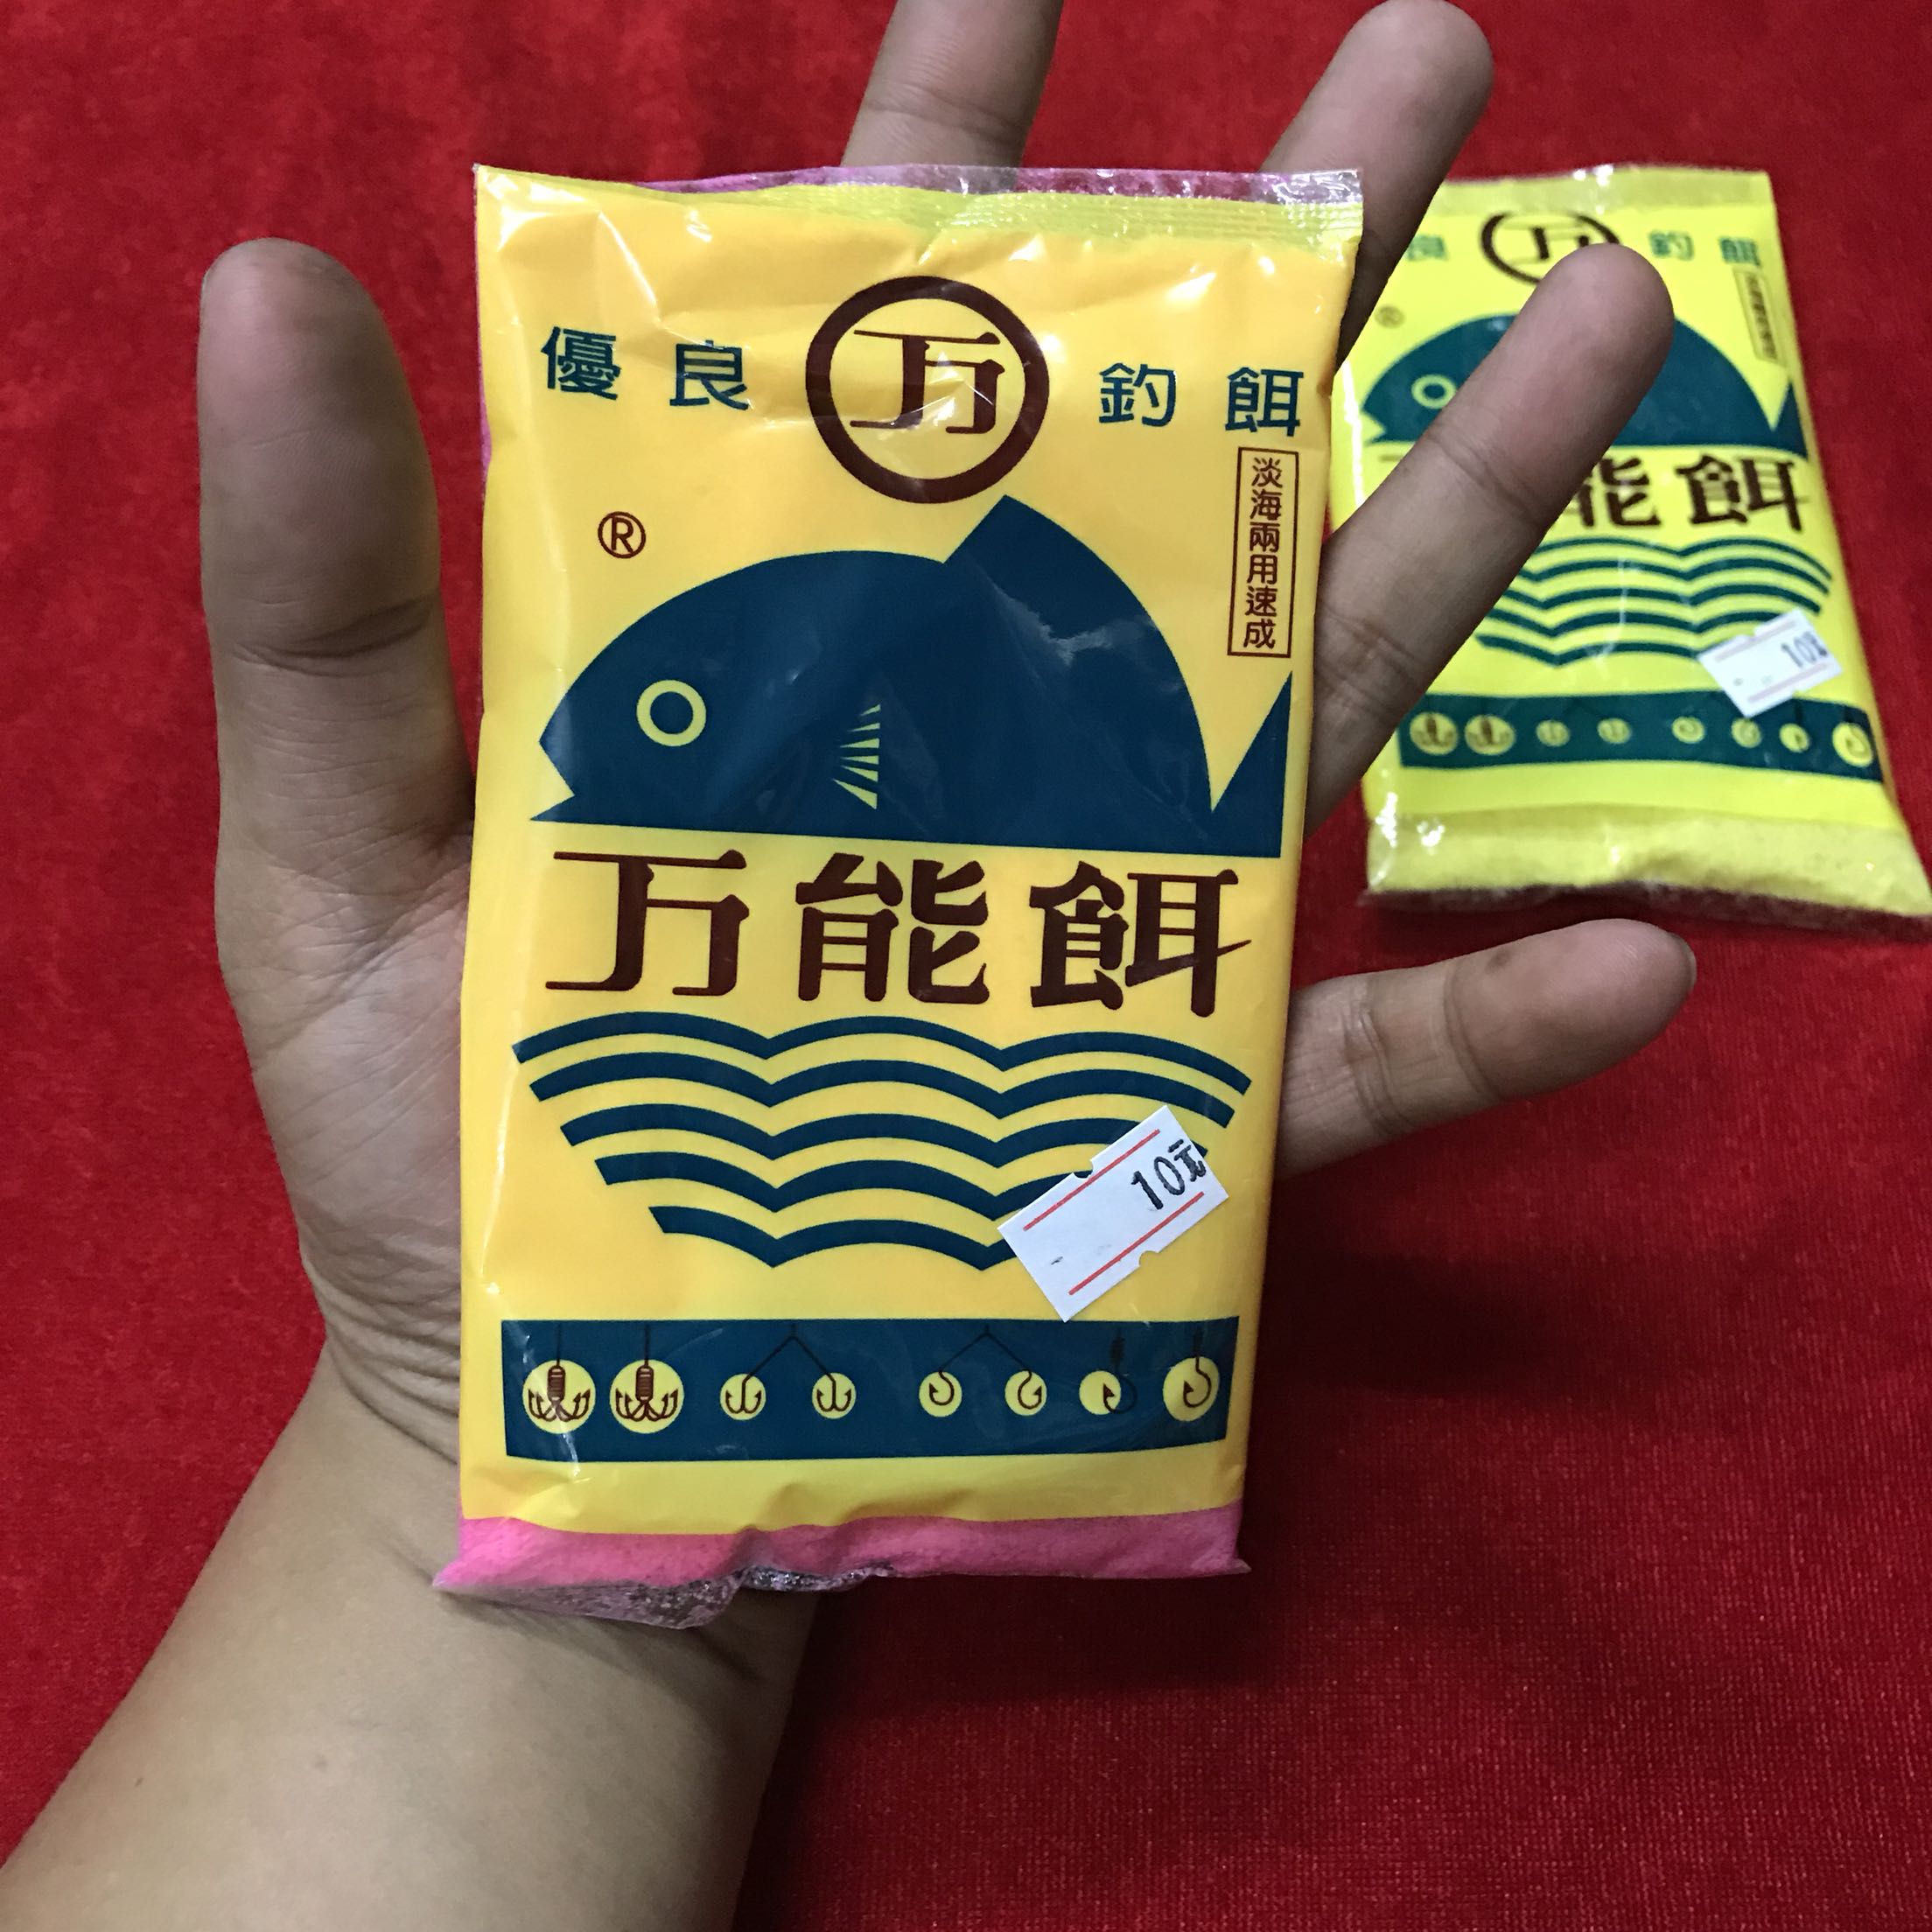 優良 万 釣餌
®
淡海兩用速成
万能餌
10元
良 万 釣餌
®
能餌
10元